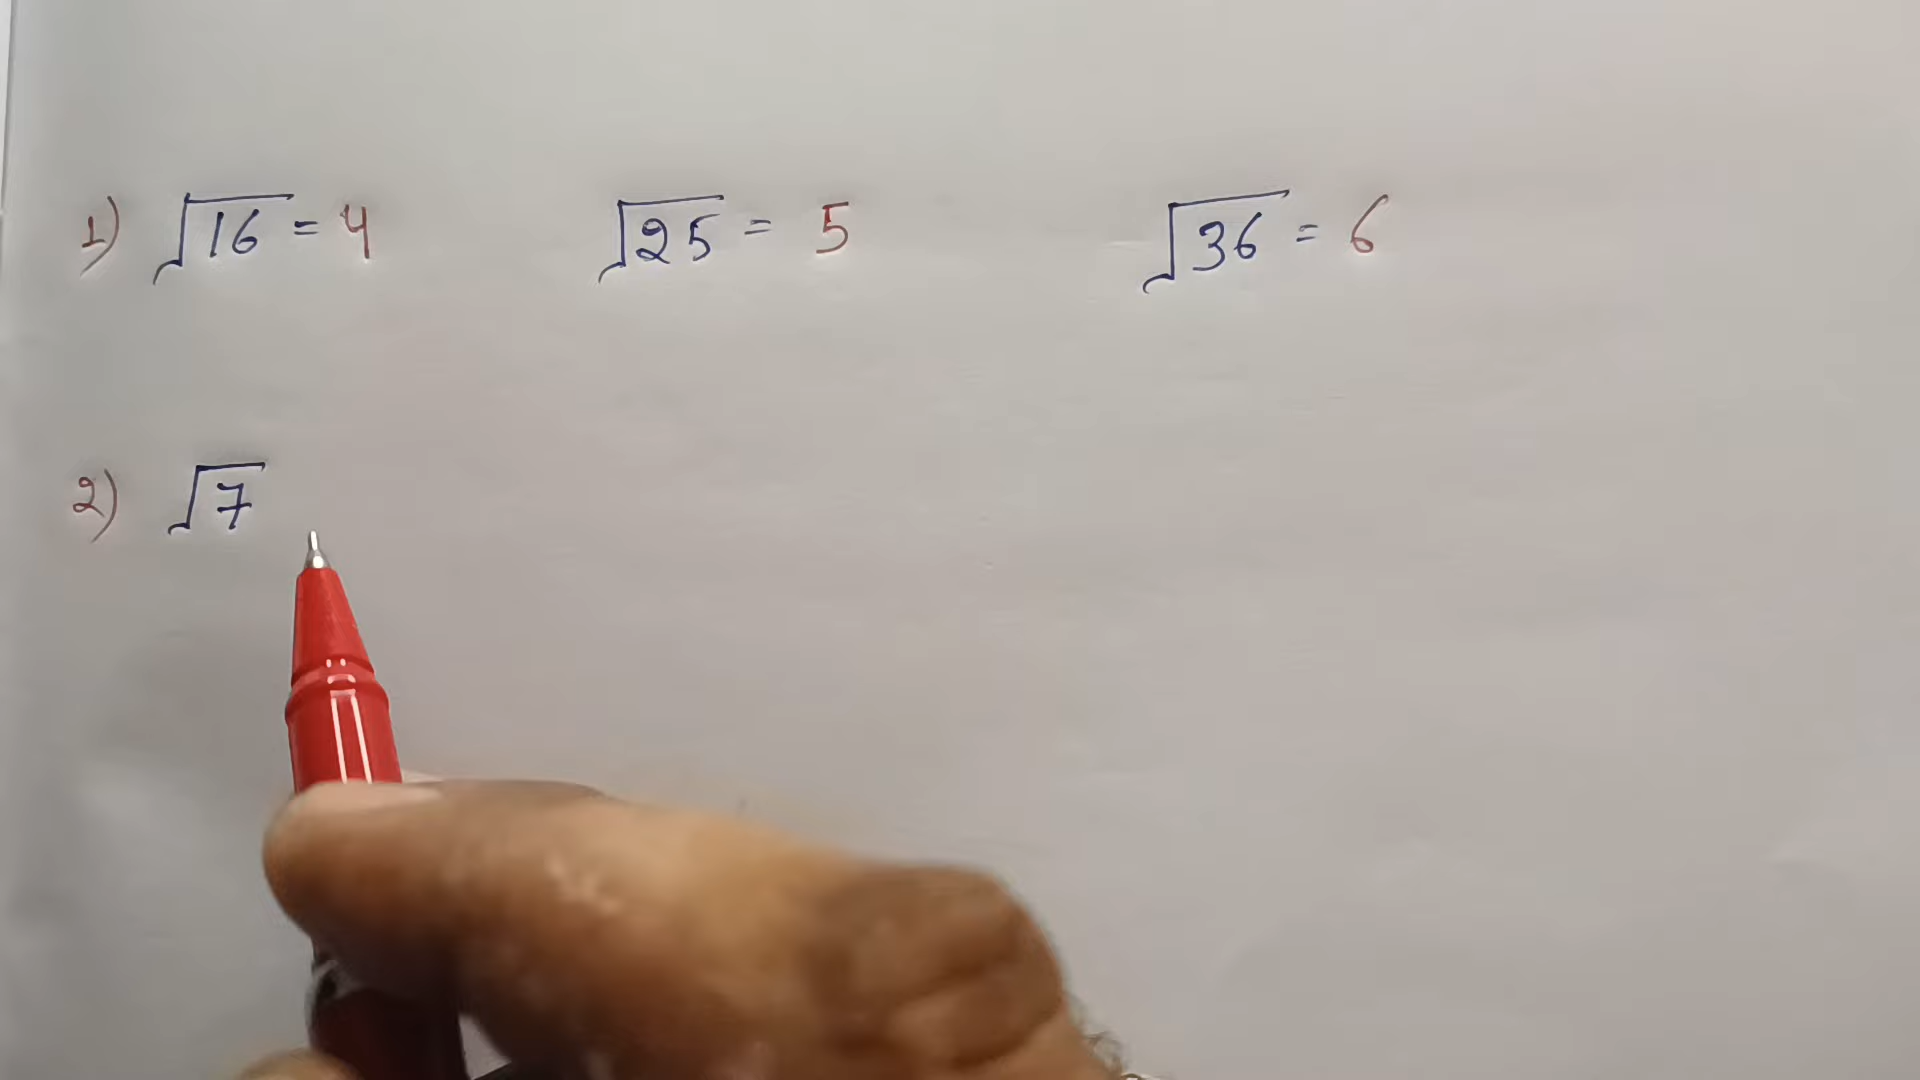 1) √16 = 4 √25 = 5 √36 = 6
2) √7